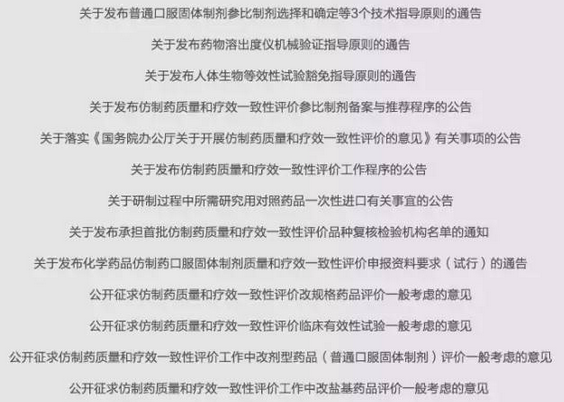 关于发布普通口服固体制剂参比制剂选择和确定等3个技术指导原则的通告
关于发布药物溶出度仪机械验证指导原则的通告
关于发布人体生物等效性试验豁免指导原则的通告
关于发布仿制药质量和疗效一致性评价参比制剂备案与推荐程序的公告
关于落实《国务院办公厅关于开展仿制药质量和疗效一致性评价的意见》有关事项的公告
关于发布仿制药质量和疗效一致性评价工作程序的公告
关于研制过程中所需研究用对照药品一次性进口有关事宜的公告
关于发布承担首批仿制药质量和疗效一致性评价品种复核检验机构名单的通知
关于发布化学药品仿制药口服固体制剂质量和疗效一致性评价申报资料要求（试行）的通告
公开征求仿制药质量和疗效一致性评价改规格药品评价一般考虑的意见
公开征求仿制药质量和疗效一致性评价临床有效性试验一般考虑的意见
公开征求仿制药质量和疗效一致性评价工作中改剂型药品（普通口服固体制剂）评价一般考虑的意见
公开征求仿制药质量和疗效一致性评价工作中改盐基药品评价一般考虑的意见